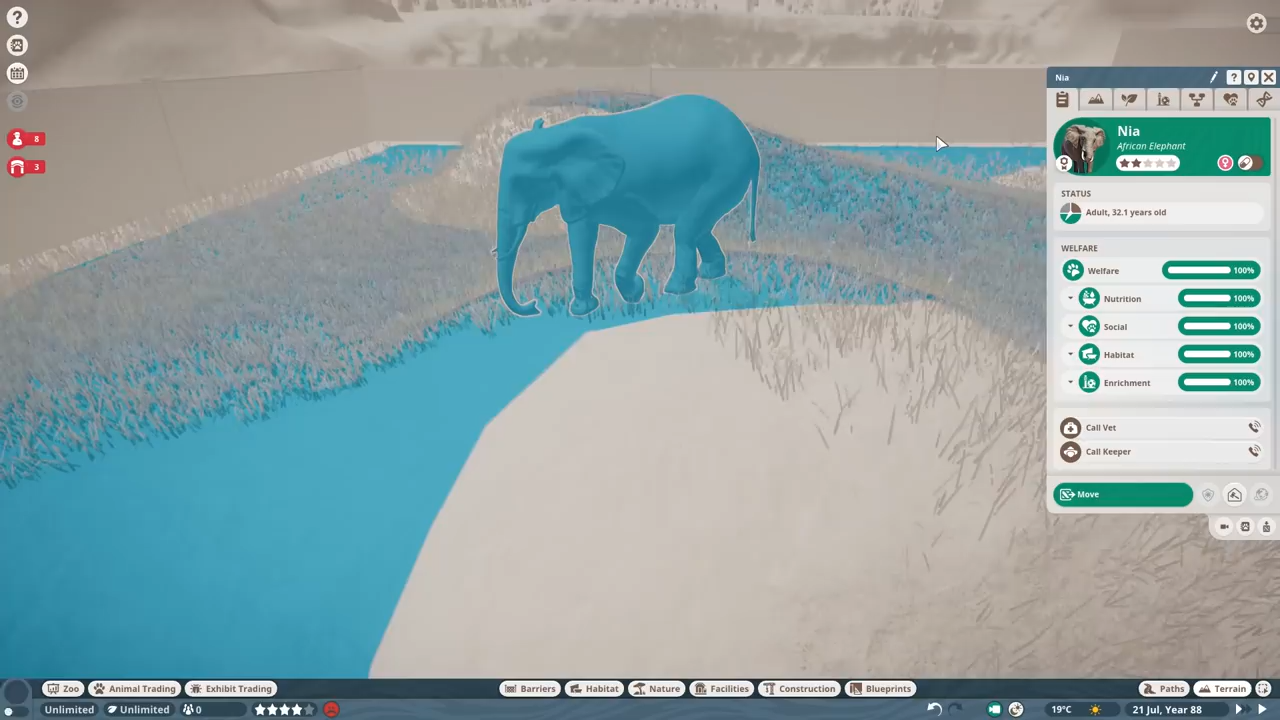 ?
Nia
?
8
Nia
African Elephant
3
STATUS
Adult, 32.1 years old
WELFARE
Welfare 100%
Nutrition 100%
Social 100%
Habitat 100%
Enrichment 100%
Call Vet
Call Keeper
Move
Zoo Animal Trading Exhibit Trading Barriers Habitat Nature Facilities Construction Blueprints Paths Terrain
Unlimited Unlimited 0 19°C 21 Jul, Year 88